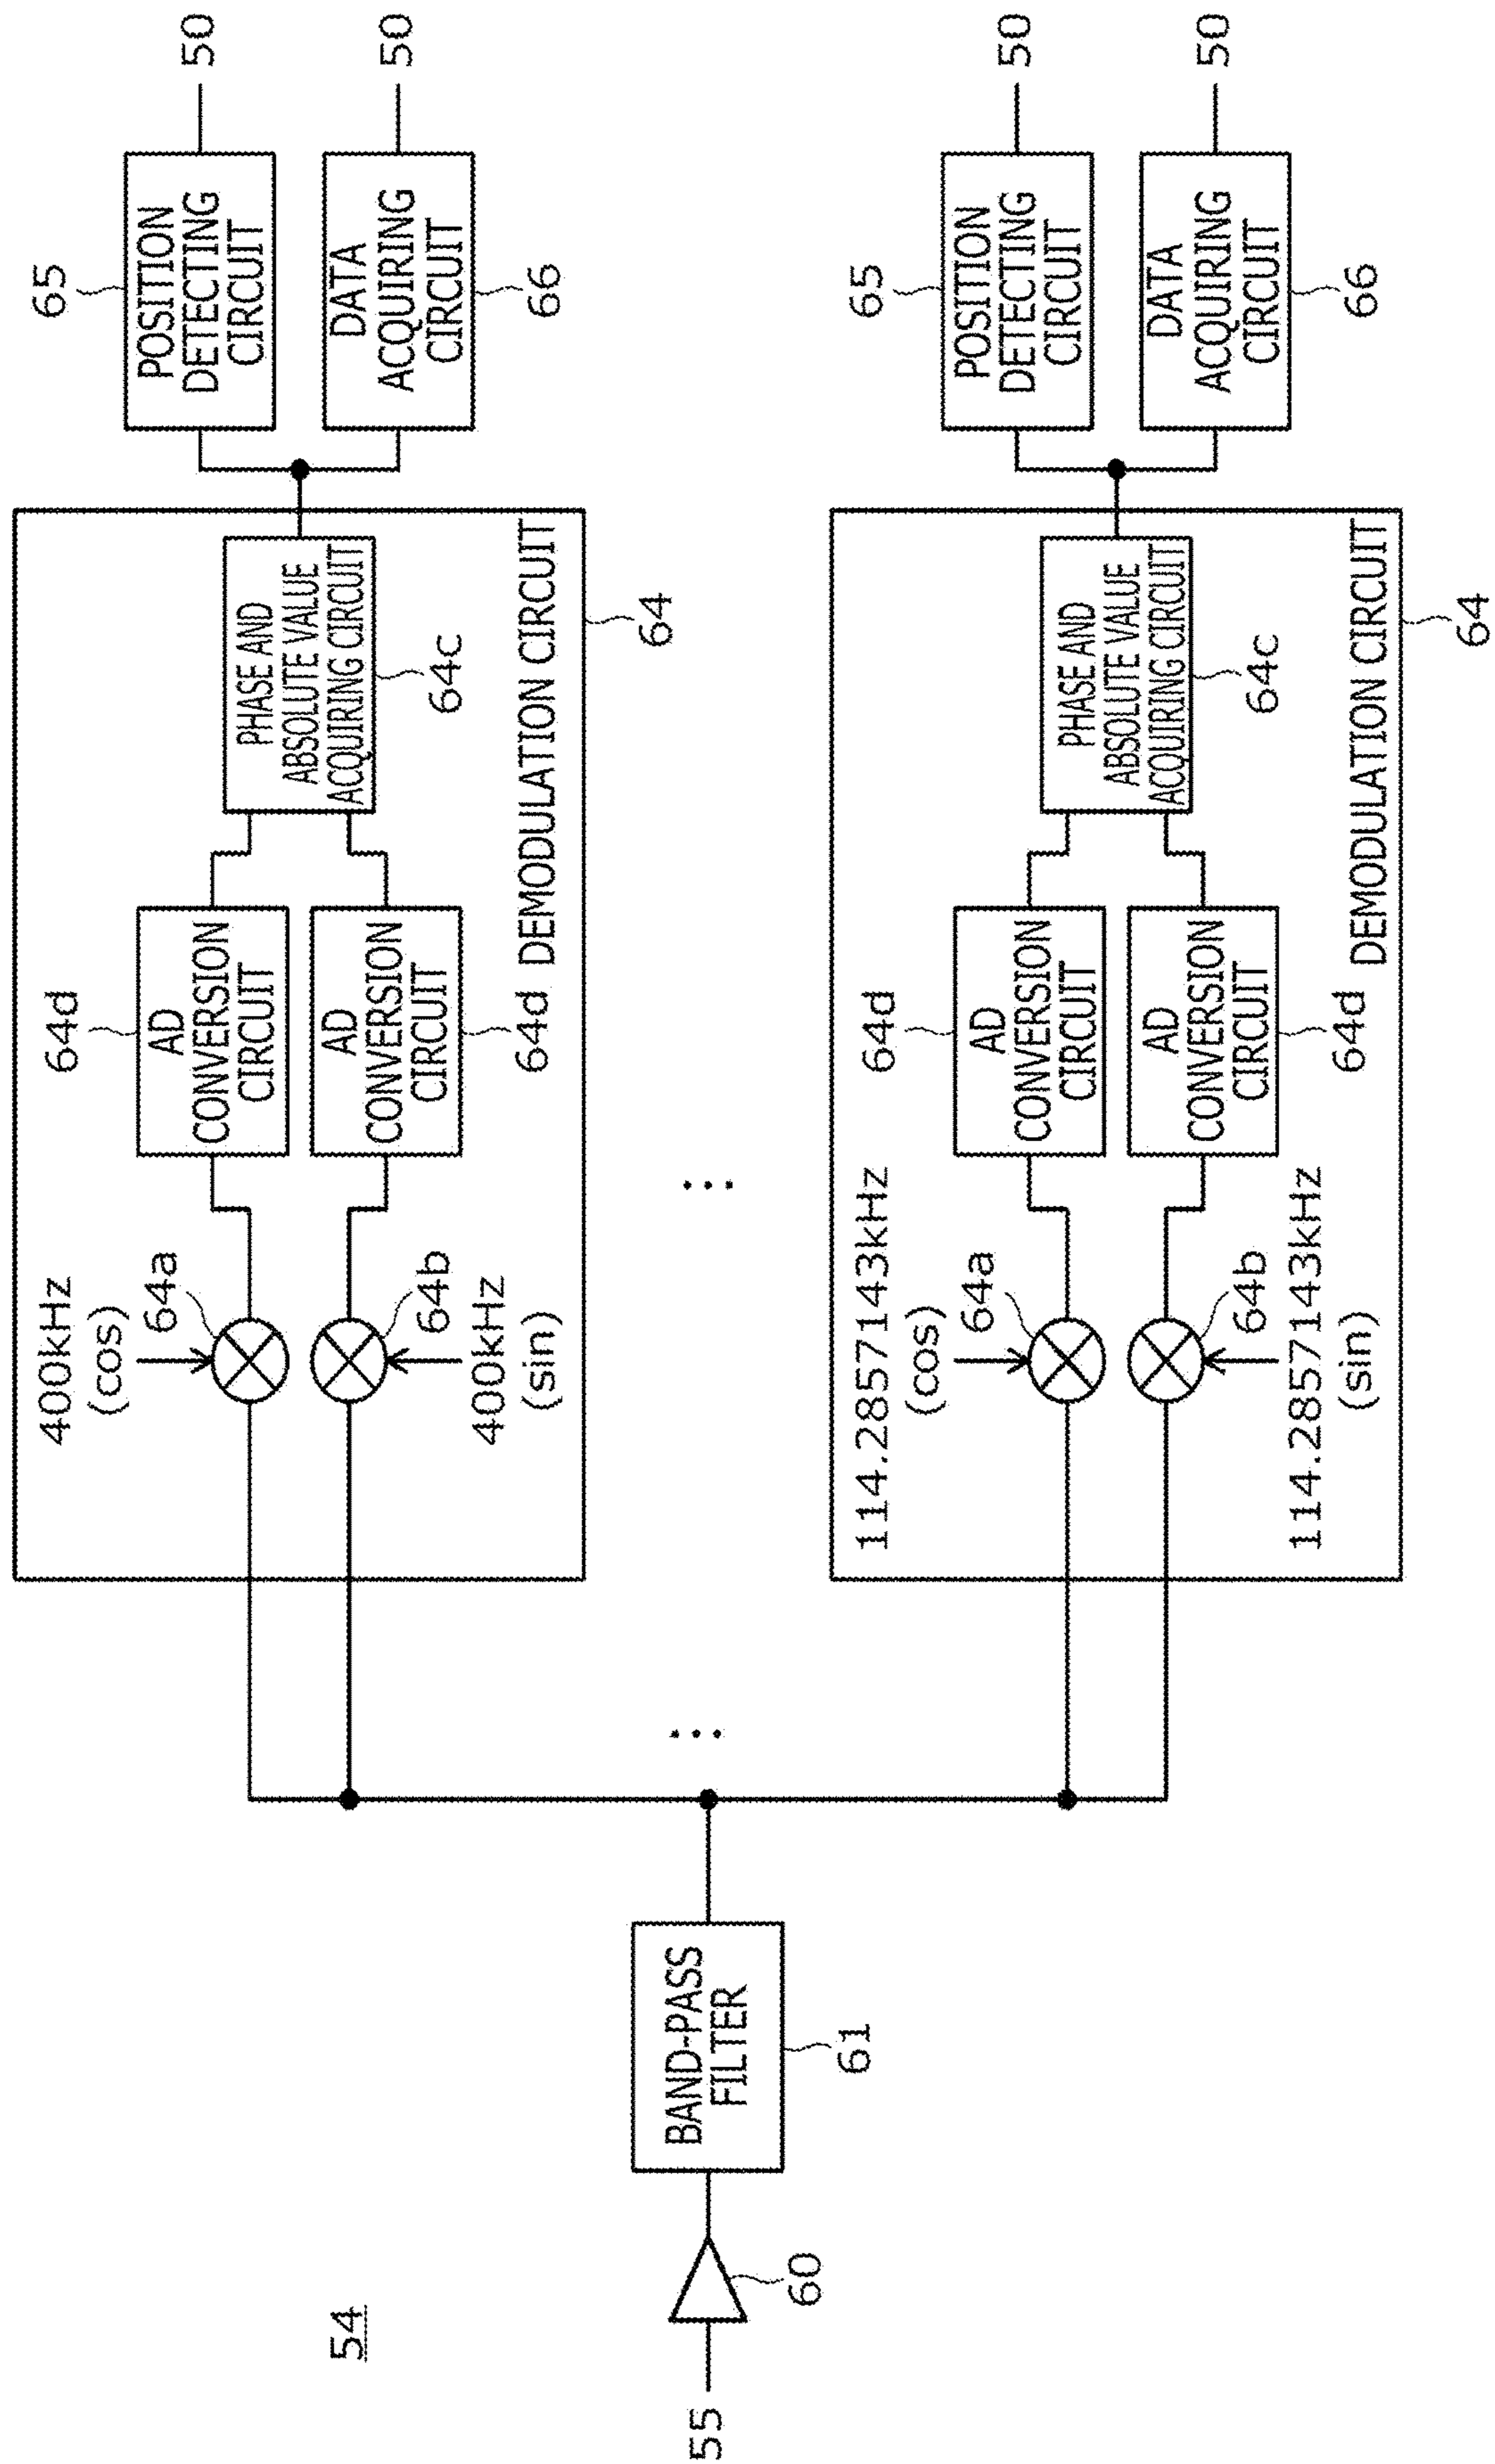 54
55
60
BAND-PASS
FILTER
61
...
400kHz
(cos)
64a
64b
400kHz
(sin)
64d
AD
CONVERSION
CIRCUIT
AD
CONVERSION
CIRCUIT
64d
PHASE AND
ABSOLUTE VALUE
ACQUIRING CIRCUIT
64c
DEMODULATION CIRCUIT
64
65
POSITION
DETECTING
CIRCUIT
50
DATA
ACQUIRING
CIRCUIT
50
66
...
114.2857143kHz
(cos)
64a
64b
114.2857143kHz
(sin)
64d
AD
CONVERSION
CIRCUIT
AD
CONVERSION
CIRCUIT
64d
PHASE AND
ABSOLUTE VALUE
ACQUIRING CIRCUIT
64c
DEMODULATION CIRCUIT
64
65
POSITION
DETECTING
CIRCUIT
50
DATA
ACQUIRING
CIRCUIT
50
66